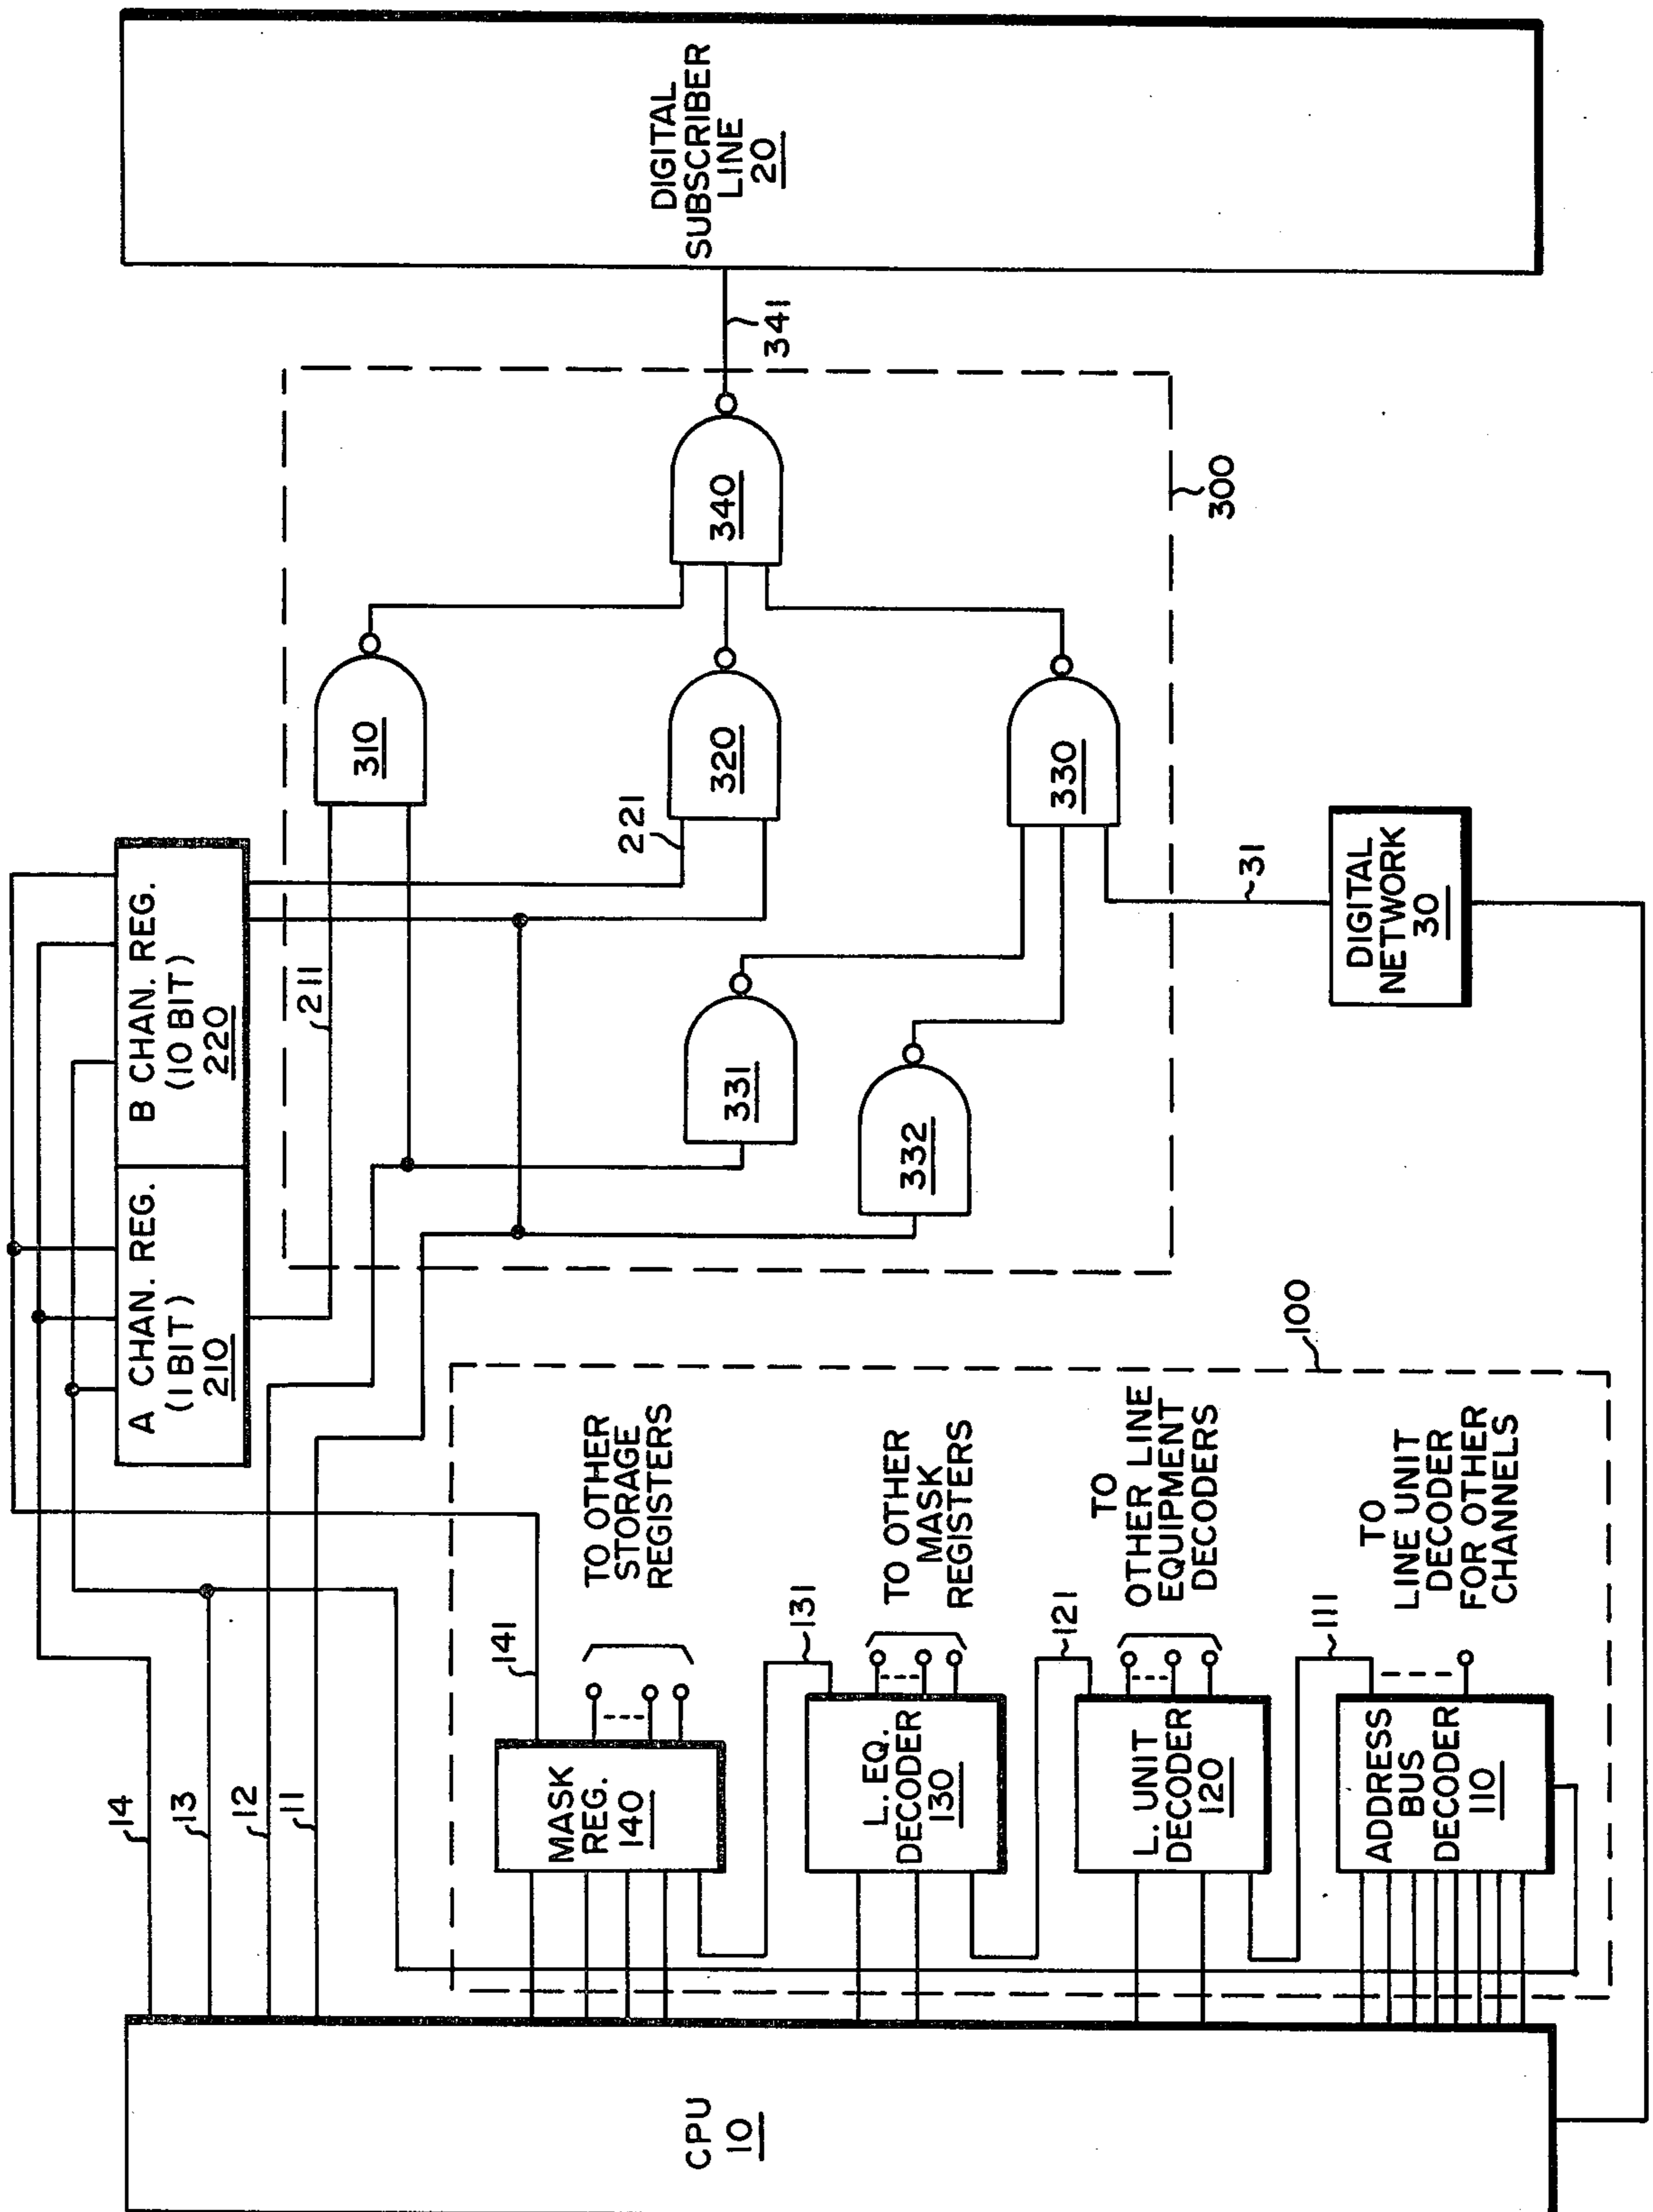 CPU
10
14
13
12
11
MASK
REG.
140
141
TO OTHER
STORAGE
REGISTERS
L. EQ.
DECODER
130
131
TO OTHER
MASK
REGISTERS
L. UNIT
DECODER
120
121
TO
OTHER LINE
EQUIPMENT
DECODERS
ADDRESS
BUS
DECODER
110
111
TO
LINE UNIT
DECODER
FOR OTHER
CHANNELS
100
A CHAN. REG.
(1 BIT)
210
B CHAN. REG.
(10 BIT)
220
211
221
310
320
330
331
332
340
300
341
31
DIGITAL
NETWORK
30
DIGITAL
SUBSCRIBER
LINE
20